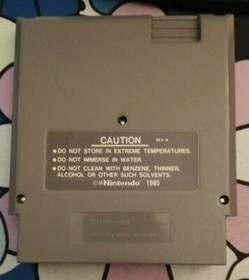 CAUTION REV-A
• DO NOT STORE IN EXTREME TEMPERATURES.
• DO NOT IMMERSE IN WATER.
• DO NOT CLEAN WITH BENZENE, THINNER,
ALCOHOL OR OTHER SUCH SOLVENTS.
©®Nintendo 1985
Nintendo